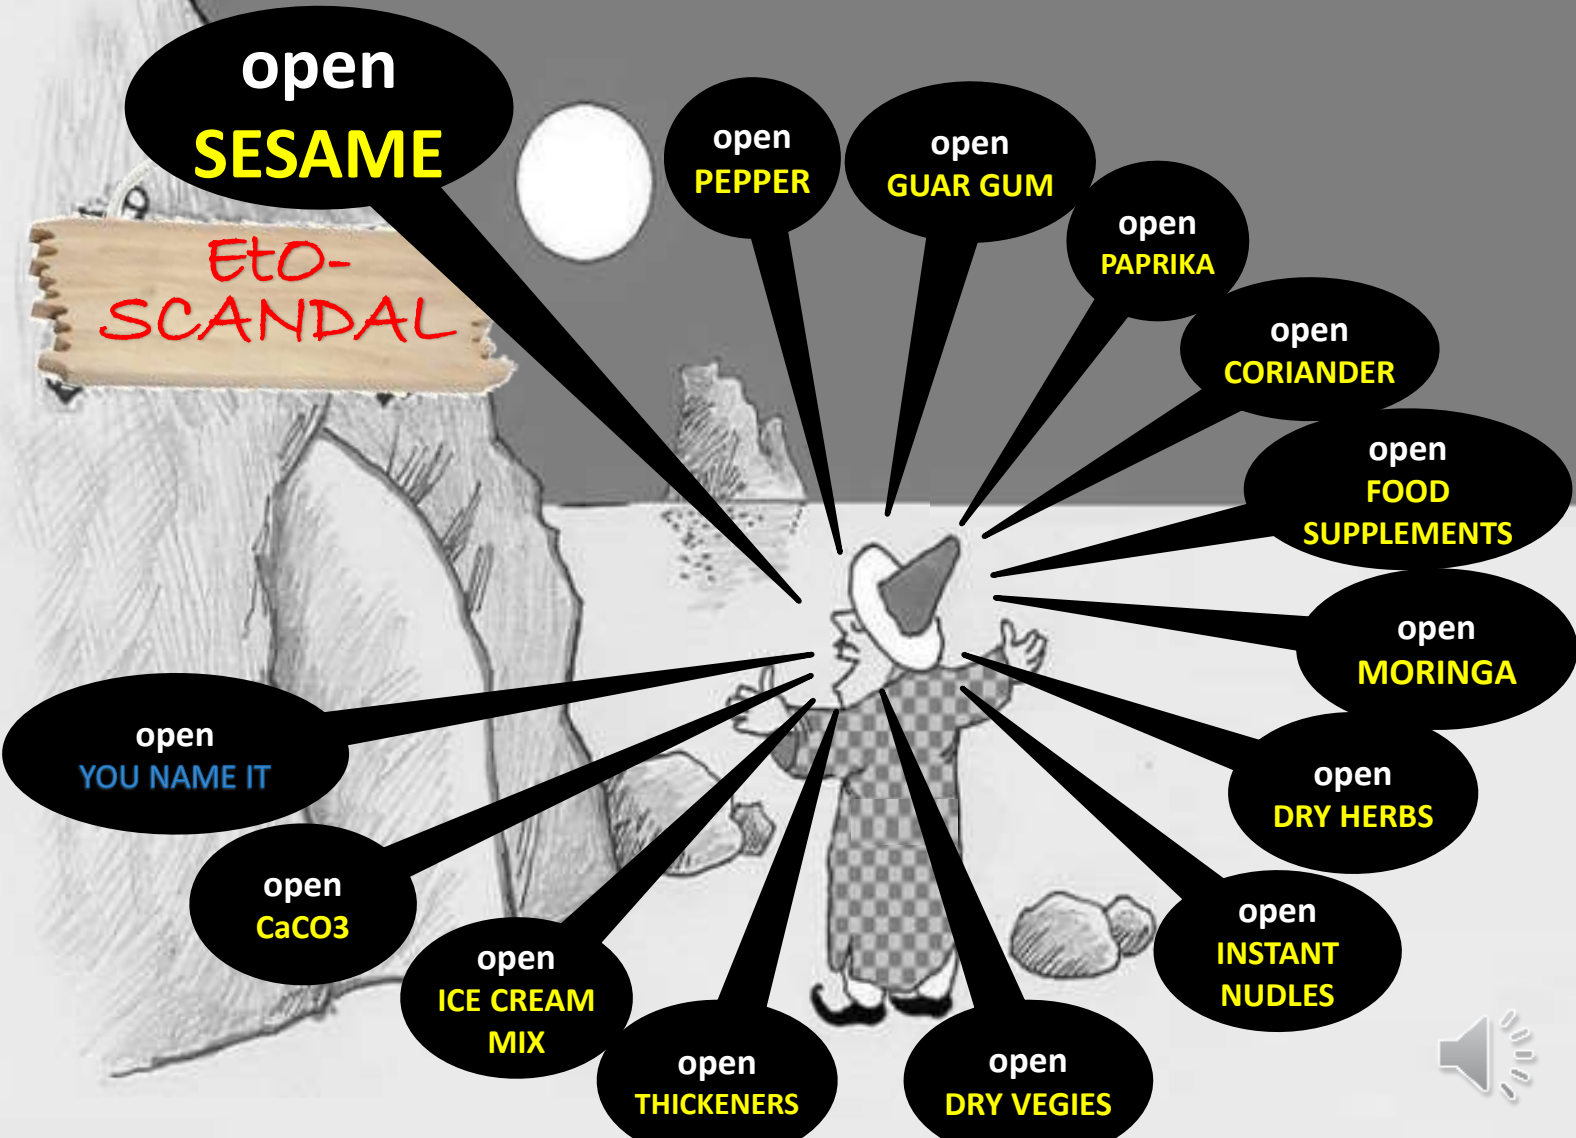 open
SESAME
EtO-
SCANDAL
open
PEPPER
open
GUAR GUM
open
PAPRIKA
open
CORIANDER
open
FOOD
SUPPLEMENTS
open
MORINGA
open
DRY HERBS
open
INSTANT
NUDLES
open
DRY VEGIES
open
THICKENERS
open
ICE CREAM
MIX
open
CaCO3
open
YOU NAME IT